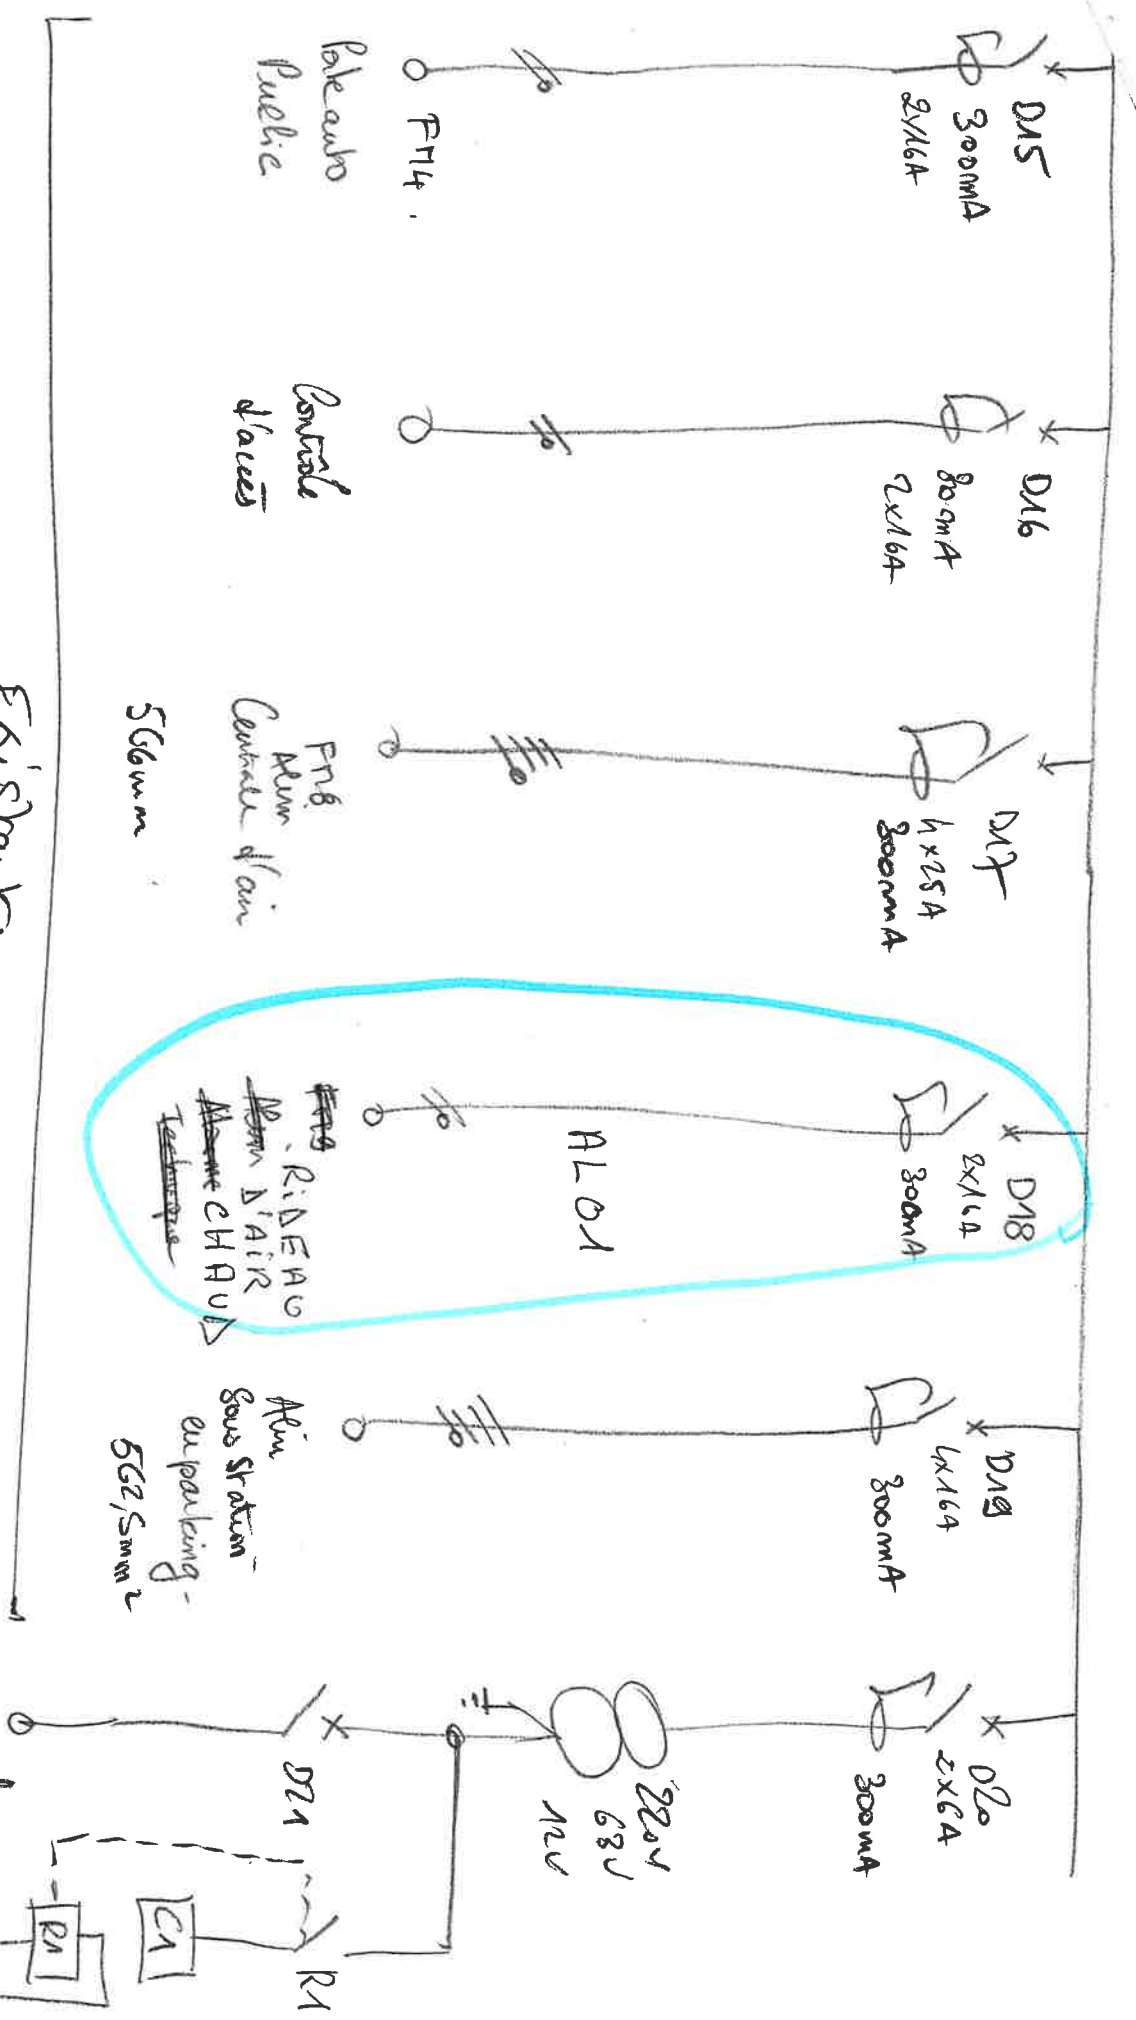 D15
300mA
2x16A
FM4.
Porte auto
Public
D16
300mA
2x16A
Contrôle
d'accès
D17
4x25A
300mA
FM8
Alim
Centrale d'air
5G6mm
D18
2x16A
300mA
AL01
RIDEAU
D'AIR
CHAUD
Technique
D19
4x16A
300mA
Alim
Sous Station
en parking
5G2,5mm²
D20
2x6A
300mA
220V
63V
12V
D21
R1
C1
R1